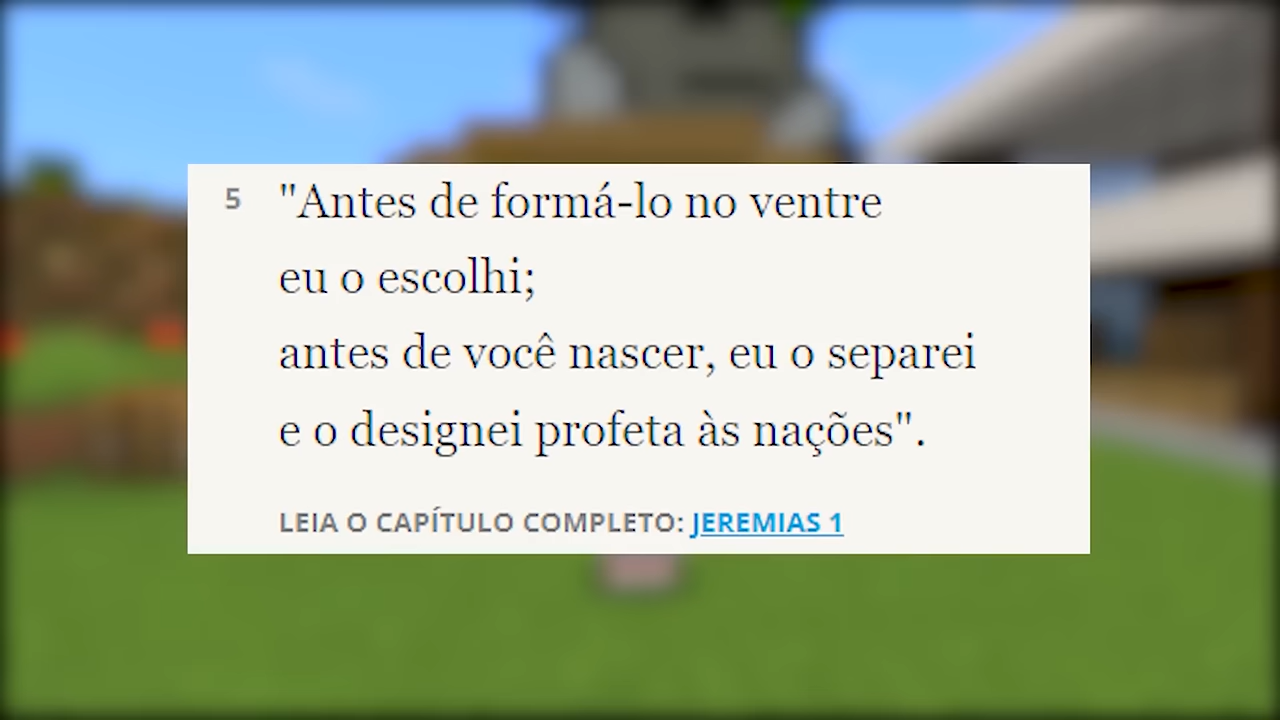 5 "Antes de formá-lo no ventre
eu o escolhi;
antes de você nascer, eu o separei
e o designei profeta às nações".
LEIA O CAPÍTULO COMPLETO: JEREMIAS 1